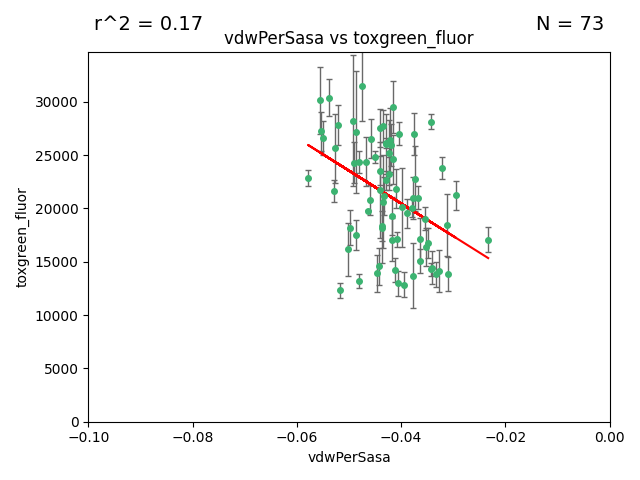 r^2 = 0.17
N = 73
vdwPerSasa vs toxgreen_fluor
30000
25000
20000
15000
10000
5000
0
toxgreen_fluor
−0.10
−0.08
−0.06
−0.04
−0.02
0.00
vdwPerSasa